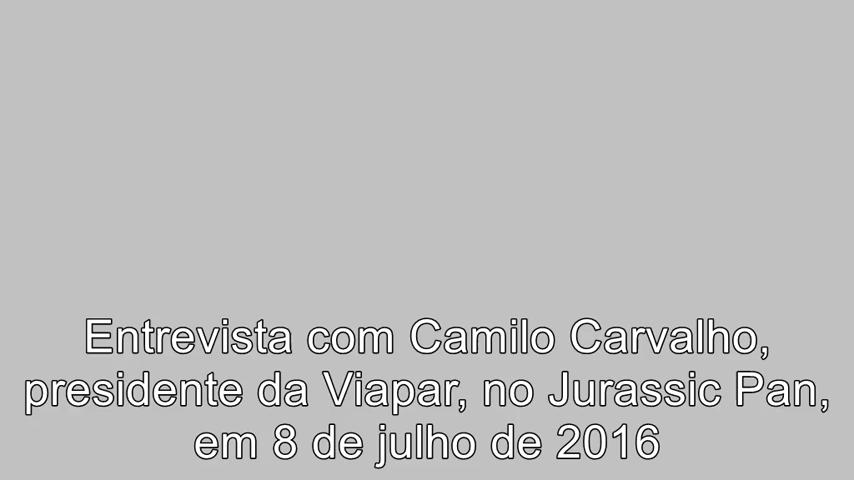 Entrevista com Camilo Carvalho,
presidente da Viapar, no Jurassic Pan,
em 8 de julho de 2016